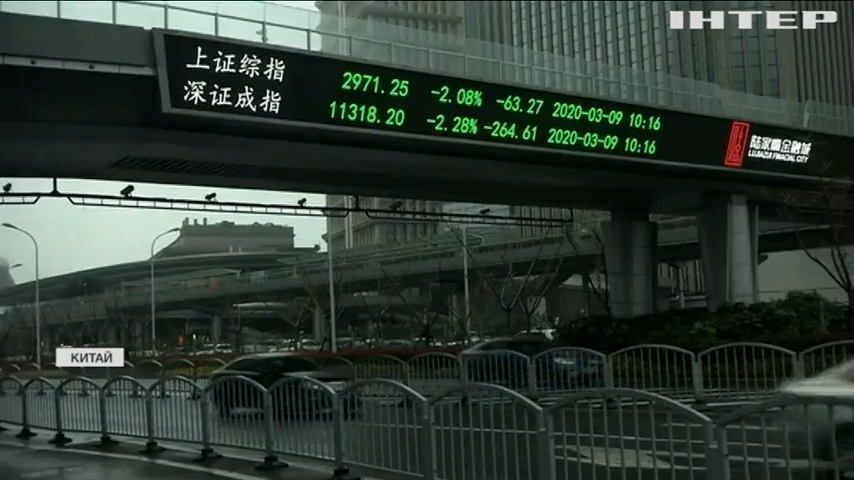 ІНТЕР
上证综指 2971.25 -2.08% -63.27 2020-03-09 10:16
深证成指 11318.20 -2.28% -264.61 2020-03-09 10:16
陆家嘴金融城
LUJIAZUI FINANCIAL CITY
КИТАЙ